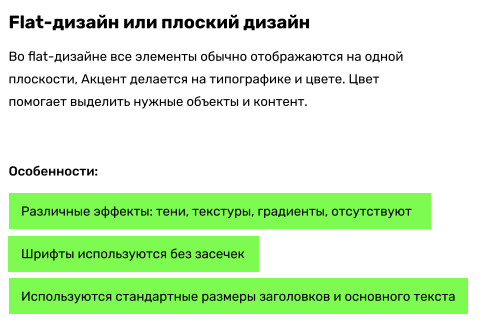 Flat-дизайн или плоский дизайн
Во flat-дизайне все элементы обычно отображаются на одной
плоскости, Акцент делается на типографике и цвете. Цвет
помогает выделить нужные объекты и контент.
Особенности:
Различные эффекты: тени, текстуры, градиенты, отсутствуют
Шрифты используются без засечек
Используются стандартные размеры заголовков и основного текста